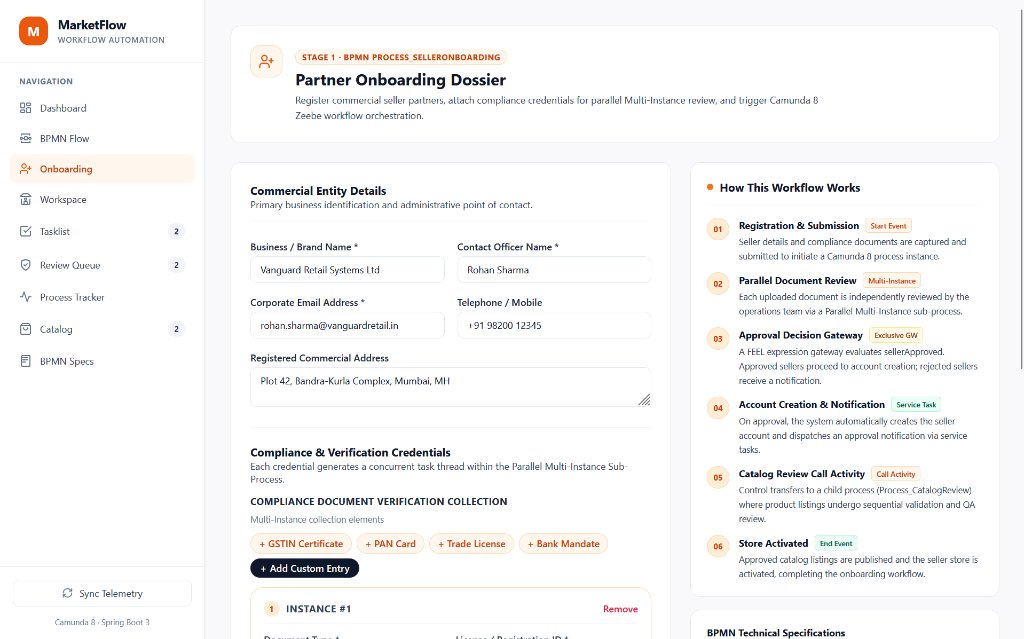 M
MarketFlow
WORKFLOW AUTOMATION
NAVIGATION
Dashboard
BPMN Flow
Onboarding
Workspace
Tasklist 2
Review Queue 2
Process Tracker
Catalog 2
BPMN Specs
Sync Telemetry
Camunda 8 · Spring Boot 3
STAGE 1 · BPMN PROCESS_SELLERONBOARDING
Partner Onboarding Dossier
Register commercial seller partners, attach compliance credentials for parallel Multi-Instance review, and trigger Camunda 8
Zeebe workflow orchestration.
Commercial Entity Details
Primary business identification and administrative point of contact.
Business / Brand Name * Contact Officer Name *
Vanguard Retail Systems Ltd Rohan Sharma
Corporate Email Address * Telephone / Mobile
rohan.sharma@vanguardretail.in +91 98200 12345
Registered Commercial Address
Plot 42, Bandra-Kurla Complex, Mumbai, MH
Compliance & Verification Credentials
Each credential generates a concurrent task thread within the Parallel Multi-Instance Sub-
Process.
COMPLIANCE DOCUMENT VERIFICATION COLLECTION
Multi-Instance collection elements
+ GSTIN Certificate + PAN Card + Trade License + Bank Mandate
+ Add Custom Entry
1 INSTANCE #1 Remove
Document Type * License / Registration ID *
How This Workflow Works
01 Registration & Submission Start Event
Seller details and compliance documents are captured and
submitted to initiate a Camunda 8 process instance.
02 Parallel Document Review Multi-Instance
Each uploaded document is independently reviewed by the
operations team via a Parallel Multi-Instance sub-process.
03 Approval Decision Gateway Exclusive GW
A FEEL expression gateway evaluates sellerApproved.
Approved sellers proceed to account creation; rejected sellers
receive a notification.
04 Account Creation & Notification Service Task
On approval, the system automatically creates the seller
account and dispatches an approval notification via service
tasks.
05 Catalog Review Call Activity Call Activity
Control transfers to a child process (Process_CatalogReview)
where product listings undergo sequential validation and QA
review.
06 Store Activated End Event
Approved catalog listings are published and the seller store is
activated, completing the onboarding workflow.
BPMN Technical Specifications